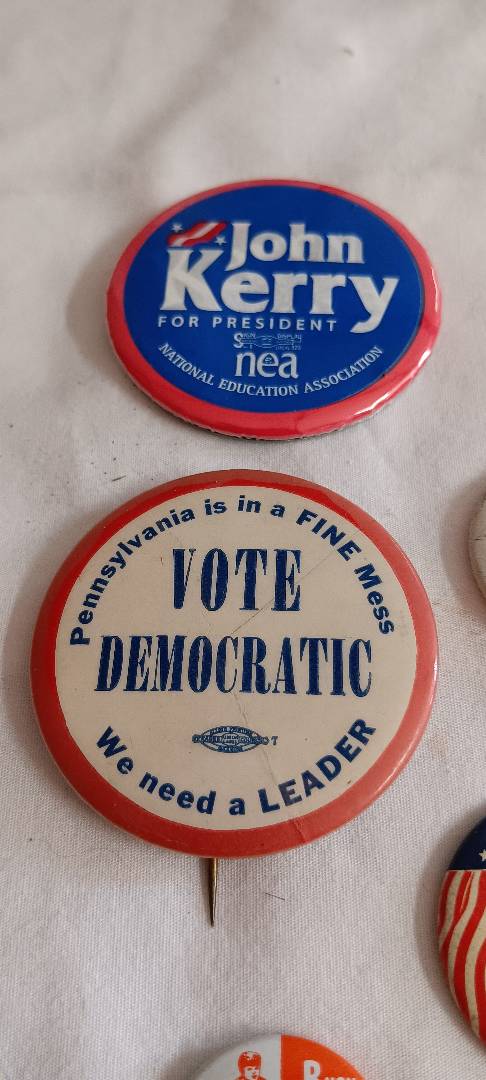 John
Kerry
FOR PRESIDENT
nea
NATIONAL EDUCATION ASSOCIATION
Pennsylvania is in a FINE Mess
VOTE
DEMOCRATIC
We need a LEADER